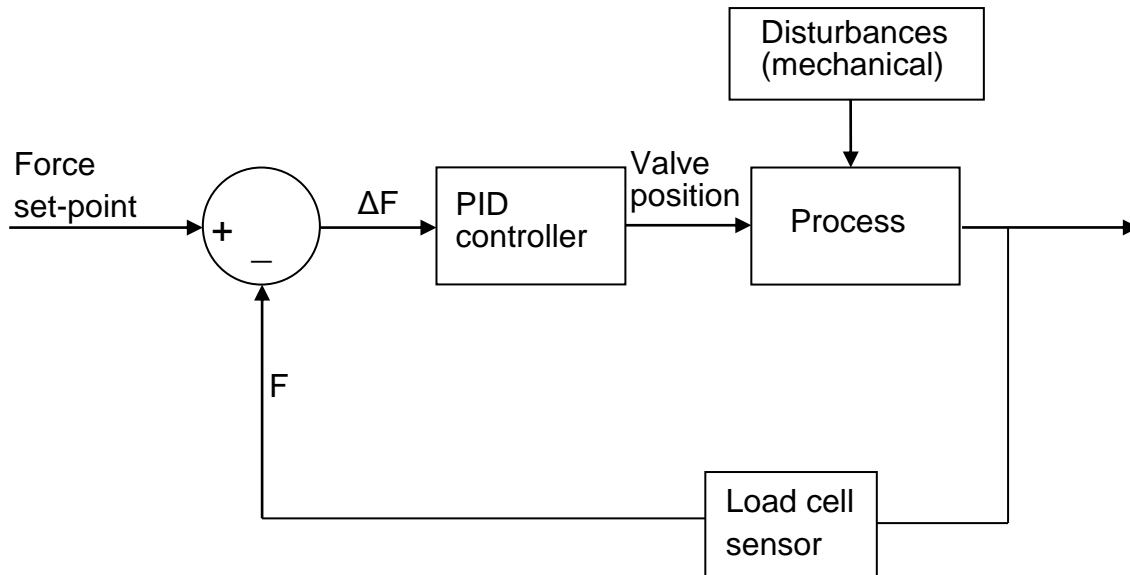 Disturbances
(mechanical)
Force
set-point
+
_
ΔF
PID
controller
Valve
position
Process
F
Load cell
sensor